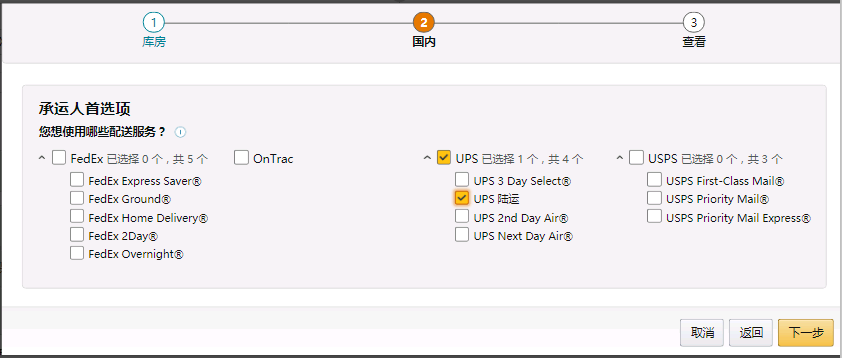 1 2 3
库房 国内 查看
承运人首选项
您想使用哪些配送服务？
FedEx 已选择 0 个，共 5 个
FedEx Express Saver®
FedEx Ground®
FedEx Home Delivery®
FedEx 2Day®
FedEx Overnight®
OnTrac
UPS 已选择 1 个，共 4 个
UPS 3 Day Select®
UPS 陆运
UPS 2nd Day Air®
UPS Next Day Air®
USPS 已选择 0 个，共 3 个
USPS First-Class Mail®
USPS Priority Mail®
USPS Priority Mail Express®
取消 返回 下一步